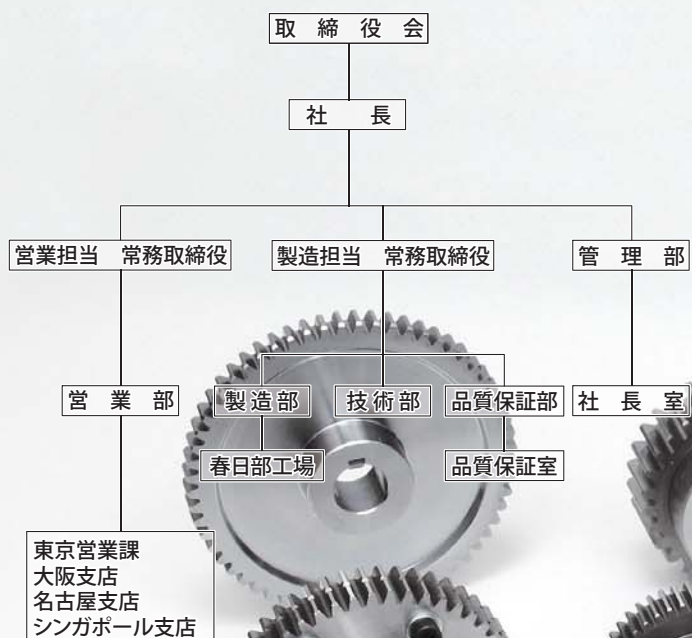 取締役会
社長
営業担当 常務取締役
製造担当 常務取締役
管理部
営業部
製造部
技術部
品質保証部
社長室
春日部工場
品質保証室
東京営業課
大阪支店
名古屋支店
シンガポール支店